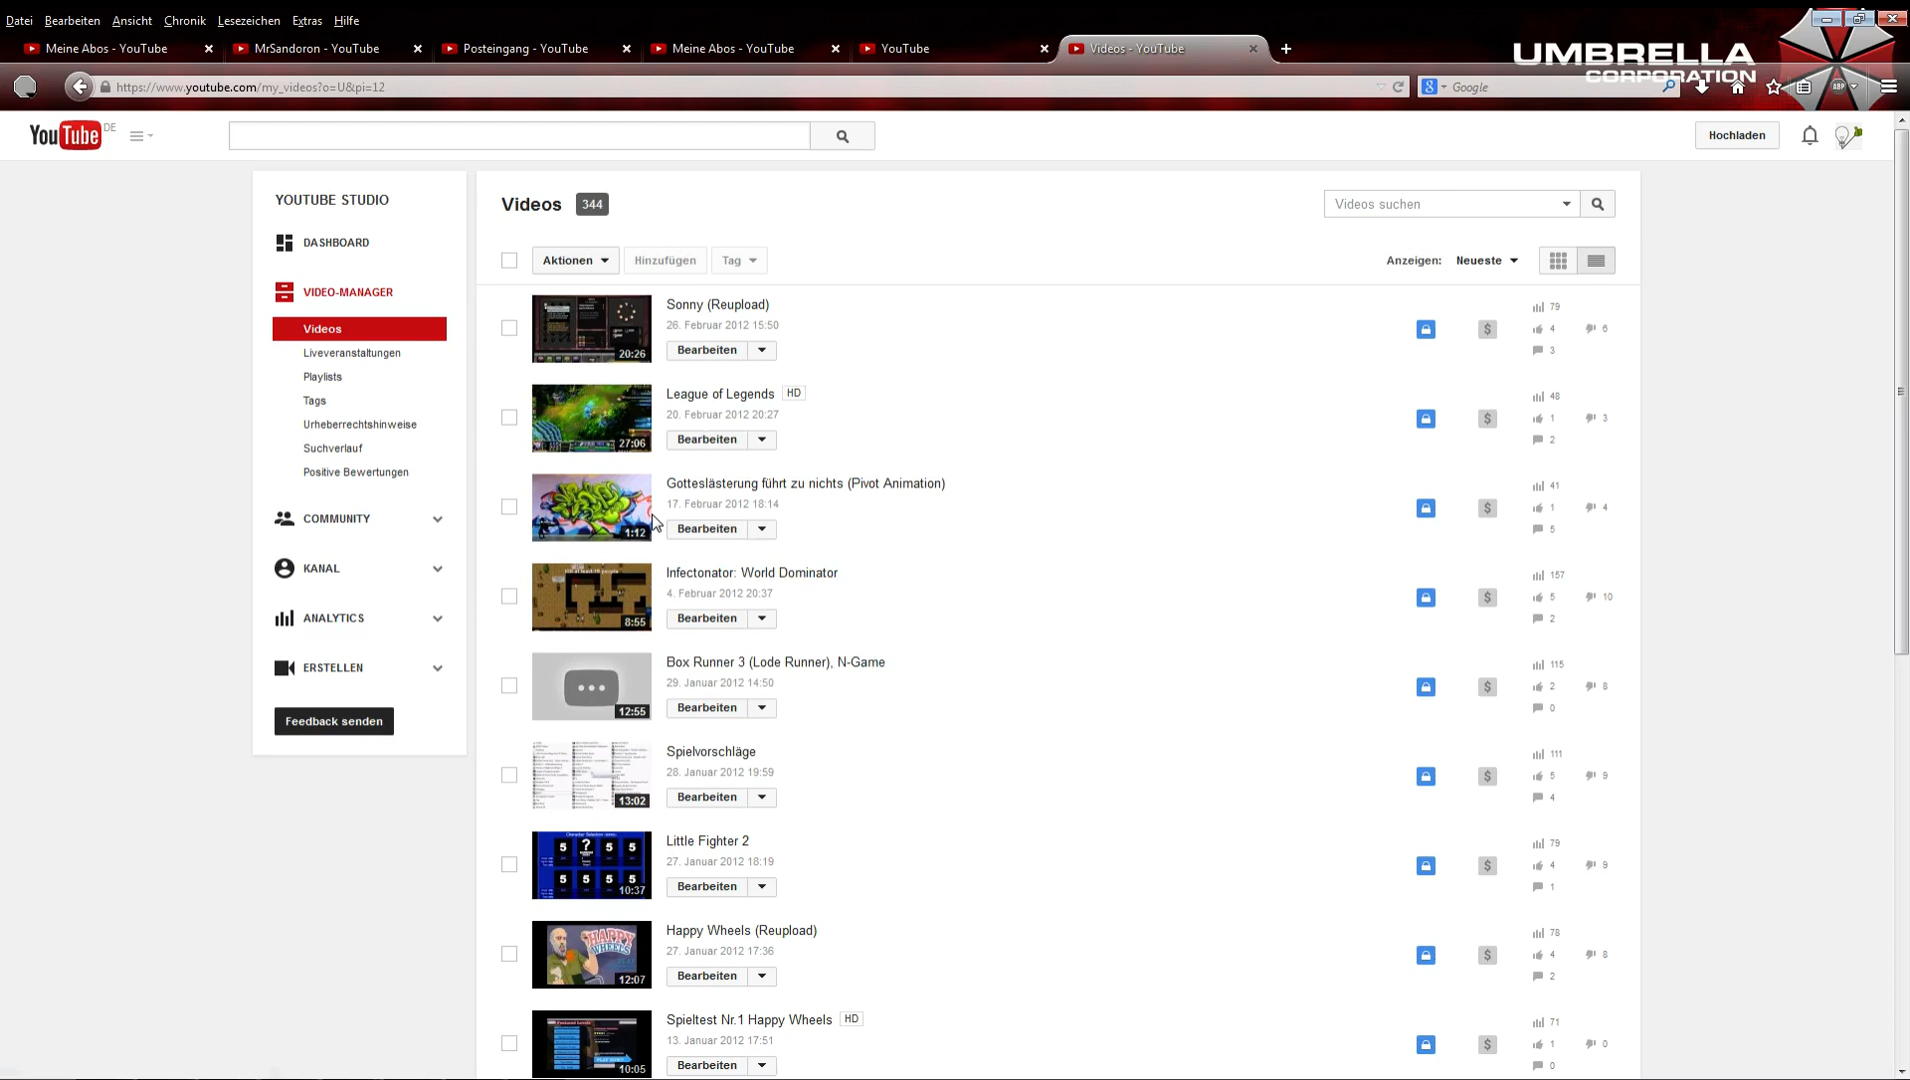 Datei Bearbeiten Ansicht Chronik Lesezeichen Extras Hilfe
Meine Abos - YouTube MrSandoron - YouTube Posteingang - YouTube Meine Abos - YouTube YouTube Videos - YouTube
UMBRELLA
CORPORATION
https://www.youtube.com/my_videos?o=U&pi=12 Google
YouTube DE Hochladen
YOUTUBE STUDIO
DASHBOARD
VIDEO-MANAGER
Videos
Liveveranstaltungen
Playlists
Tags
Urheberrechtshinweise
Suchverlauf
Positive Bewertungen
COMMUNITY
KANAL
ANALYTICS
ERSTELLEN
Feedback senden
Videos 344 Videos suchen
Aktionen Hinzufügen Tag Anzeigen: Neueste
Sonny (Reupload)
26. Februar 2012 15:50
Bearbeiten
20:26
79
4 6
3
League of Legends HD
20. Februar 2012 20:27
Bearbeiten
27:06
48
1 3
2
Gotteslästerung führt zu nichts (Pivot Animation)
17. Februar 2012 18:14
Bearbeiten
1:12
41
1 4
5
Infectonator: World Dominator
4. Februar 2012 20:37
Bearbeiten
8:55
157
5 10
2
Box Runner 3 (Lode Runner), N-Game
29. Januar 2012 14:50
Bearbeiten
12:55
115
2 8
0
Spielvorschläge
28. Januar 2012 19:59
Bearbeiten
13:02
111
5 9
4
Little Fighter 2
27. Januar 2012 18:19
Bearbeiten
10:37
79
4 9
1
Happy Wheels (Reupload)
27. Januar 2012 17:36
Bearbeiten
HAPPY
WHEELS
12:07
78
4 8
2
Spieltest Nr.1 Happy Wheels HD
13. Januar 2012 17:51
Bearbeiten
10:05
71
1 0
0